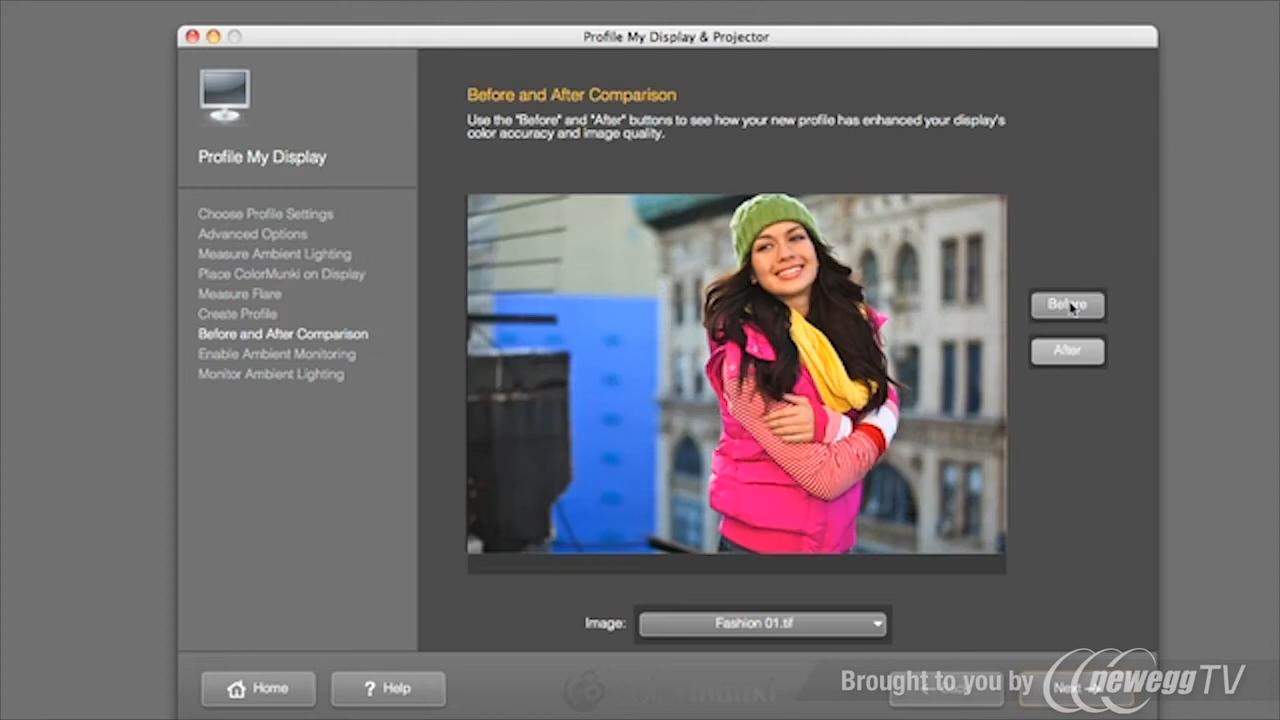 Profile My Display & Projector
Profile My Display
Choose Profile Settings
Advanced Options
Measure Ambient Lighting
Place ColorMunki on Display
Measure Flare
Create Profile
Before and After Comparison
Enable Ambient Monitoring
Monitor Ambient Lighting
Before and After Comparison
Use the "Before" and "After" buttons to see how your new profile has enhanced your display's
color accuracy and image quality.
Before
After
Image: Fashion 01.tif
Home
? Help
Next
Brought to you by neweggTV